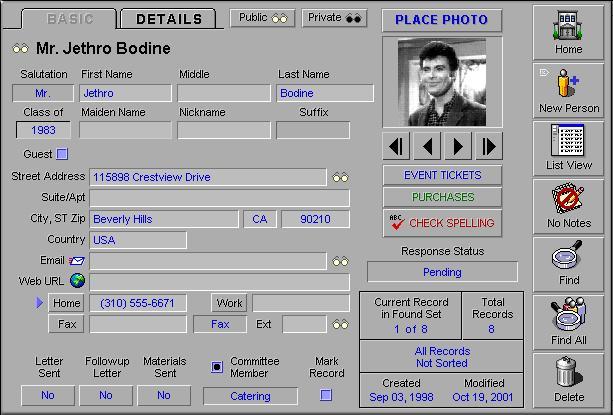 BASIC
DETAILS
Public
Private
PLACE PHOTO
Mr. Jethro Bodine
Salutation First Name Middle Last Name
Mr. Jethro Bodine
Class of Maiden Name Nickname Suffix
1983
Guest
Street Address 115898 Crestview Drive
Suite/Apt
City, ST Zip Beverly Hills CA 90210
Country USA
Email
Web URL
Home (310) 555-6671 Work
Fax Fax Ext
Letter Sent
No
Followup Letter
No
Materials Sent
No
Committee Member
Catering
Mark Record
EVENT TICKETS
PURCHASES
ABC CHECK SPELLING
Response Status
Pending
Current Record in Found Set
1 of 8
Total Records
8
All Records
Not Sorted
Created
Sep 03, 1998
Modified
Oct 19, 2001
Home
New Person
List View
No Notes
Find
Find All
Delete